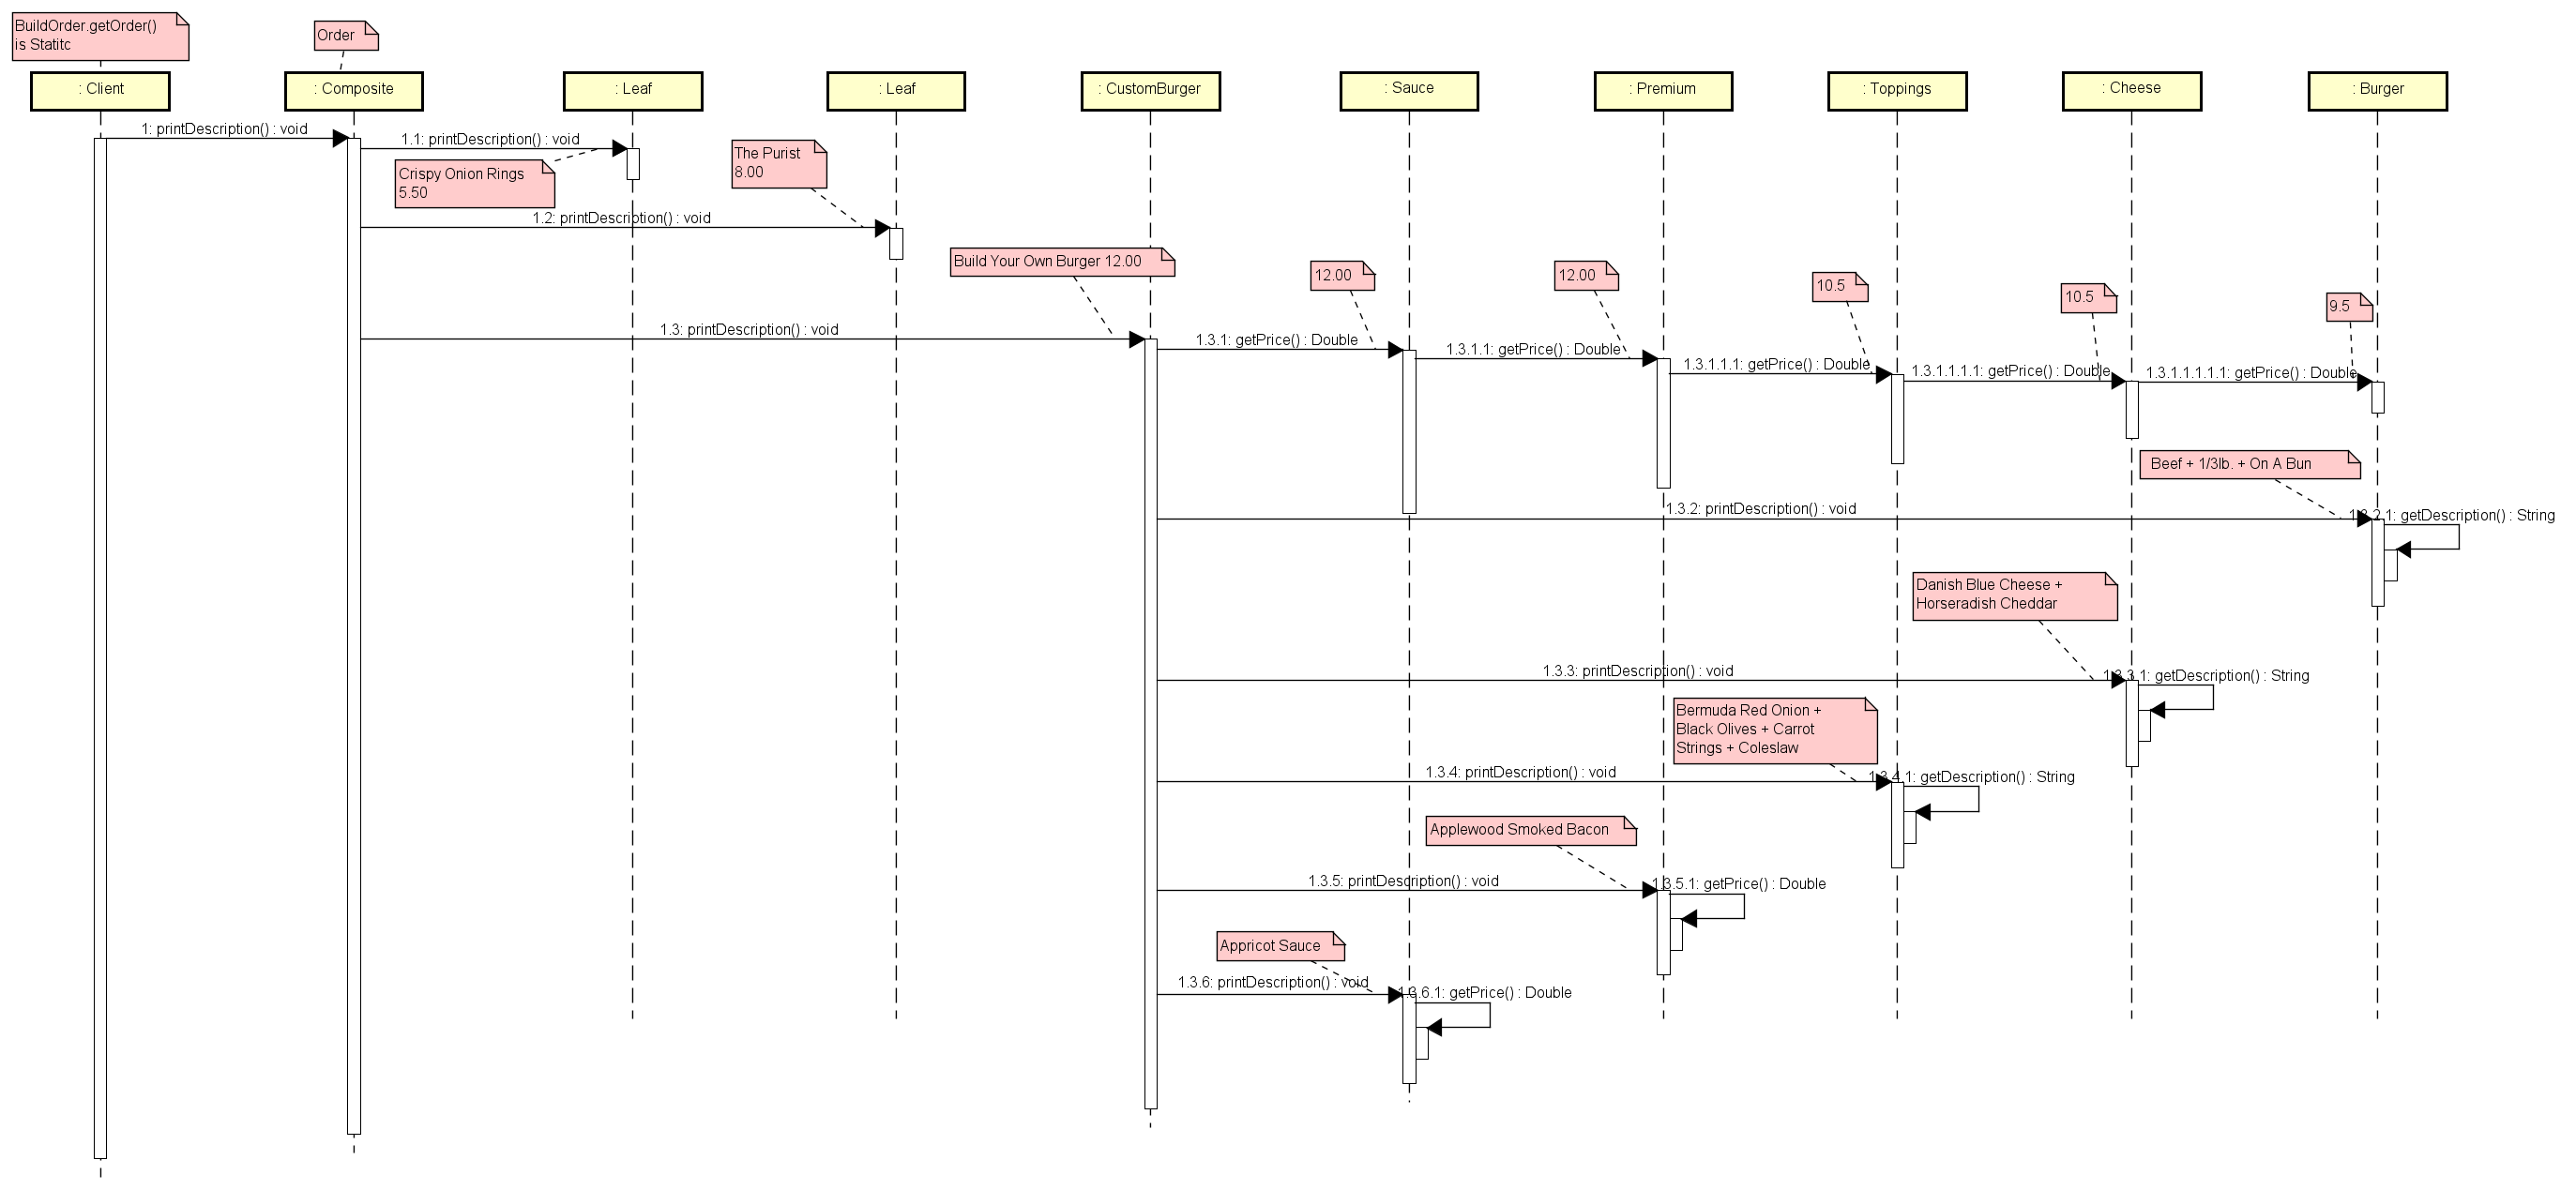 BuildOrder.getOrder()
is Statitc
Order
: Client
: Composite
: Leaf
: Leaf
: CustomBurger
: Sauce
: Premium
: Toppings
: Cheese
: Burger
1: printDescription() : void
1.1: printDescription() : void
Crispy Onion Rings
5.50
The Purist
8.00
1.2: printDescription() : void
Build Your Own Burger 12.00
12.00
12.00
10.5
10.5
9.5
1.3: printDescription() : void
1.3.1: getPrice() : Double
1.3.1.1: getPrice() : Double
1.3.1.1.1: getPrice() : Double
1.3.1.1.1.1: getPrice() : Double
1.3.1.1.1.1.1: getPrice() : Double
Beef + 1/3lb. + On A Bun
1.3.2: printDescription() : void
1.3.2.1: getDescription() : String
Danish Blue Cheese +
Horseradish Cheddar
1.3.3: printDescription() : void
1.3.3.1: getDescription() : String
Bermuda Red Onion +
Black Olives + Carrot
Strings + Coleslaw
1.3.4: printDescription() : void
1.3.4.1: getDescription() : String
Applewood Smoked Bacon
1.3.5: printDescription() : void
1.3.5.1: getPrice() : Double
Appricot Sauce
1.3.6: printDescription() : void
1.3.6.1: getPrice() : Double